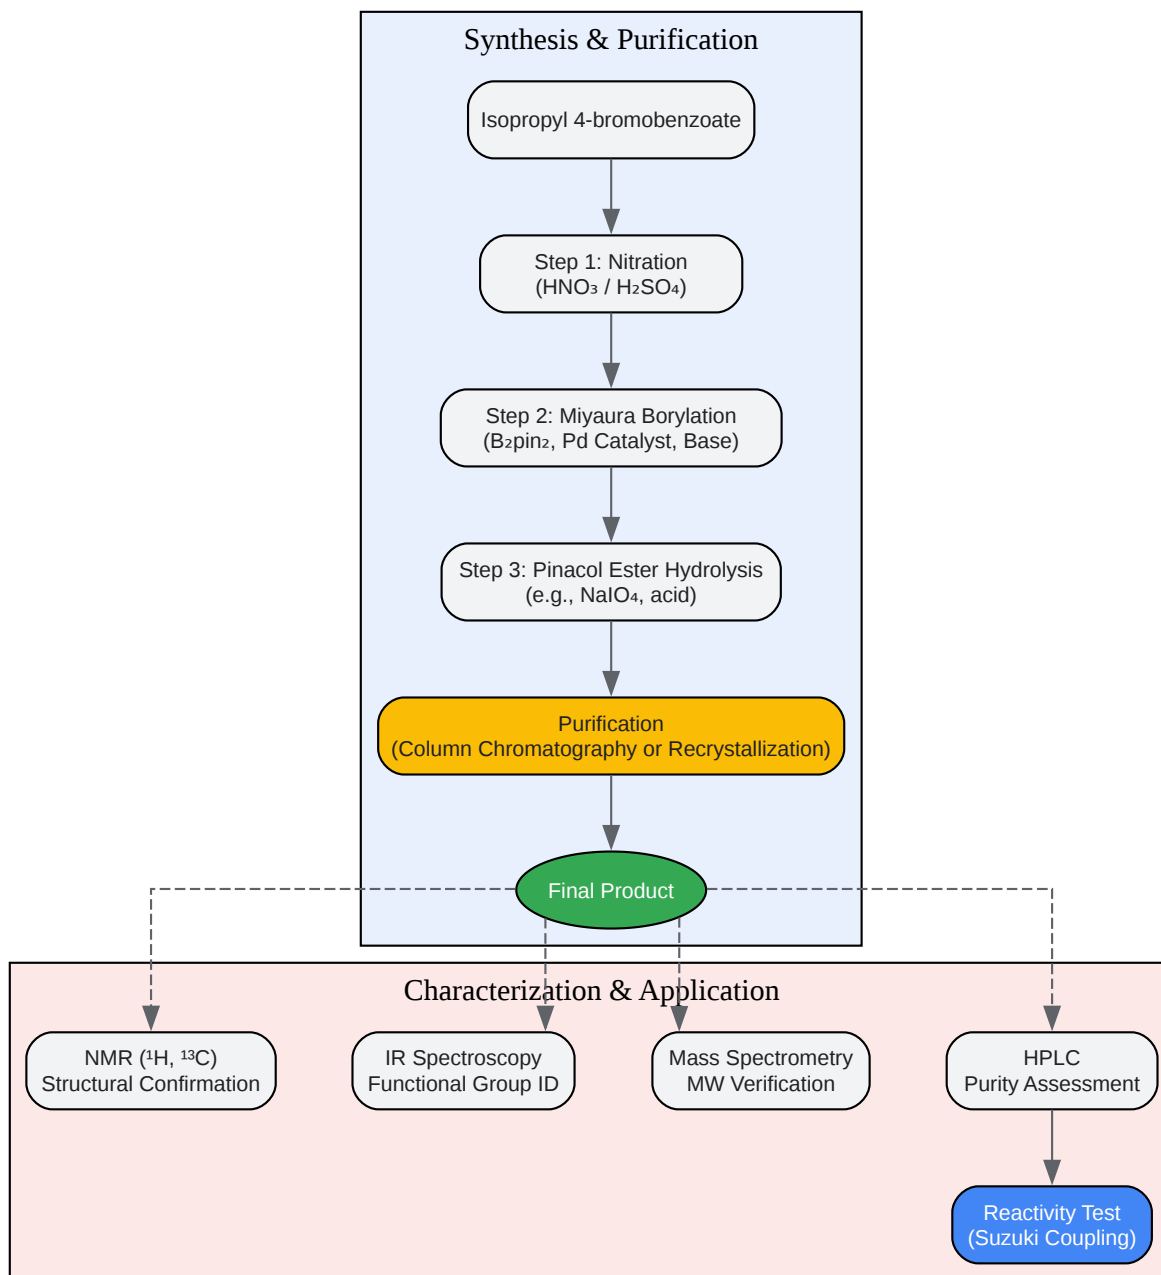 Synthesis & Purification
Isopropyl 4-bromobenzoate
Step 1: Nitration
(HNO₃ / H₂SO₄)
Step 2: Miyaura Borylation
(B₂pin₂, Pd Catalyst, Base)
Step 3: Pinacol Ester Hydrolysis
(e.g., NaIO₄, acid)
Purification
(Column Chromatography or Recrystallization)
Final Product
Characterization & Application
NMR (¹H, ¹³C)
Structural Confirmation
IR Spectroscopy
Functional Group ID
Mass Spectrometry
MW Verification
HPLC
Purity Assessment
Reactivity Test
(Suzuki Coupling)